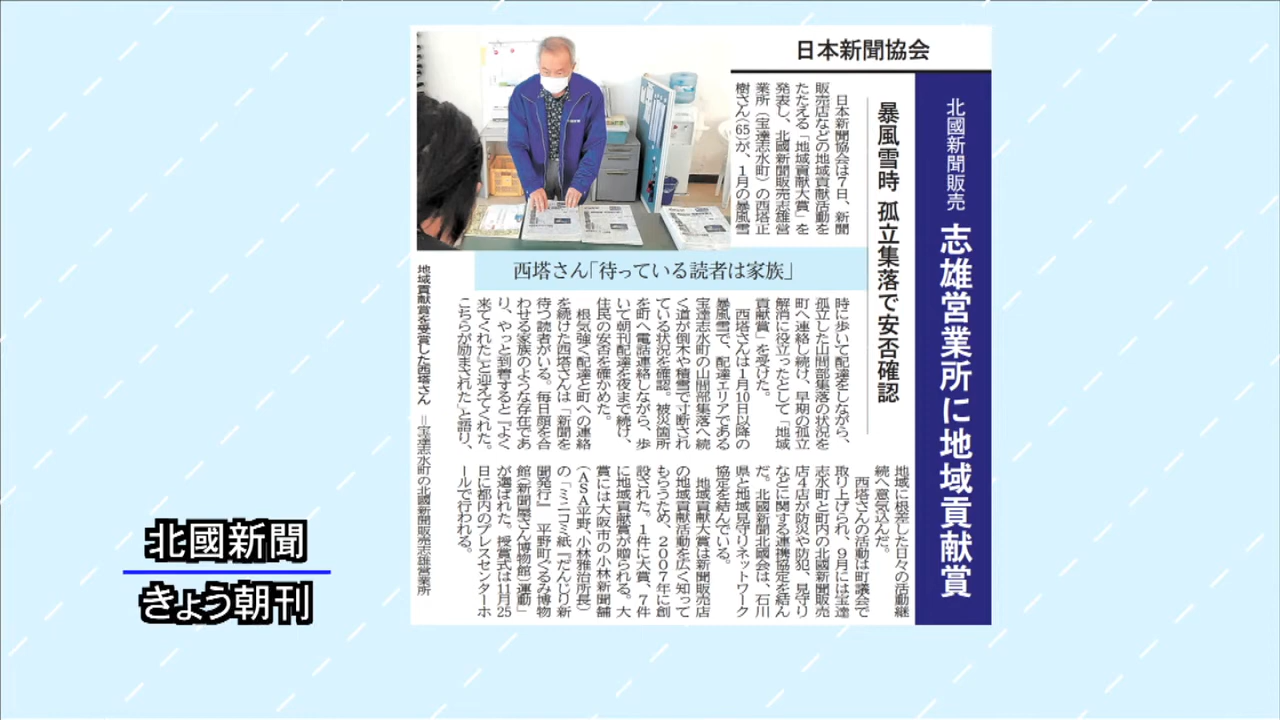 日本新聞協会
北國新聞販売
志雄営業所に地域貢献賞
暴風雪時 孤立集落で安否確認
日本新聞協会は7日、新聞
販売店などの地域貢献活動を
たたえる「地域貢献大賞」を
発表し、北國新聞販売志雄営
業所(宝達志水町)の西塔正
樹さん(65)が、1月の暴風雪
西塔さん「待っている読者は家族」
時に歩いて配達をしながら、
孤立した山間部集落の状況を
町へ連絡し続け、早期の孤立
解消に役立ったとして「地域
貢献賞」を受けた。
西塔さんは1月10日以降の
暴風雪で、配達エリアである
宝達志水町の山間部集落へ続
く道が倒木や積雪で寸断され
ている状況を確認。被災箇所
を町へ電話連絡しながら、歩
いて朝刊配達を夜まで続け、
住民の安否を確かめた。
根気強く配達と町への連絡
を続けた西塔さんは「新聞を
待つ読者がいる。毎日顔を合
わせる家族のような存在であ
り、やっと到着すると『よく
来てくれた』と迎えてくれた。
こちらが励まされた」と語り、
地域に根差した日々の活動継
続へ意気込んだ。
西塔さんの活動は町議会で
取り上げられ、9月には宝達
志水町と町内の北國新聞販売
店4店が防災や防犯、見守り
などに関する連携協定を結ん
だ。北國新聞北國会は、石川
県と地域見守りネットワーク
協定を結んでいる。
地域貢献大賞は新聞販売店
の地域貢献活動を広く知って
もらうため、2007年に創
設された。1件に大賞、7件
に地域貢献賞が贈られる。大
賞には大阪市の小林新聞舗
(ASA平野、小林雅治所長)
の「ミニコミ紙『だんじり新
聞発行』 平野町ぐるみ博物
館(新聞屋さん博物館)運動」
が選ばれた。授賞式は11月25
日に都内のプレスセンターホ
ールで行われる。
地域貢献賞を受賞した西塔さん =宝達志水町の北國新聞販売志雄営業所
北國新聞
きょう朝刊